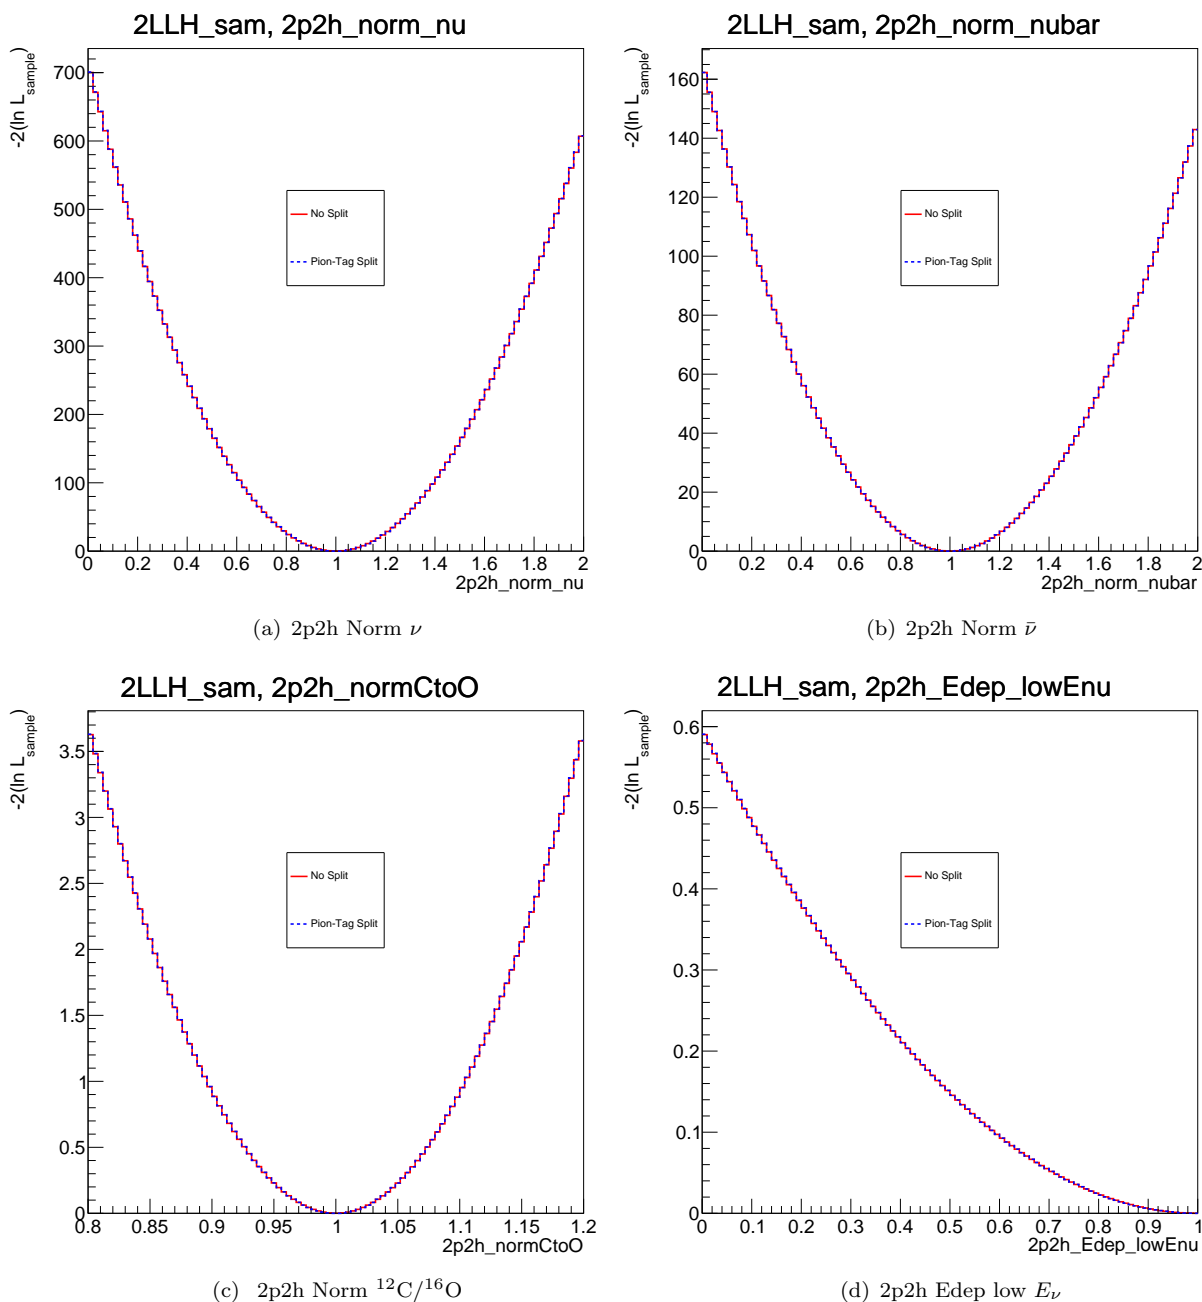 2LLH_sam, 2p2h_norm_nu
-2(ln L_sample)
700
600
500
400
300
200
100
0
No Split
Pion-Tag Split
0 0.2 0.4 0.6 0.8 1 1.2 1.4 1.6 1.8 2
2p2h_norm_nu
(a) 2p2h Norm ν
2LLH_sam, 2p2h_norm_nubar
-2(ln L_sample)
160
140
120
100
80
60
40
20
0
No Split
Pion-Tag Split
0 0.2 0.4 0.6 0.8 1 1.2 1.4 1.6 1.8 2
2p2h_norm_nubar
(b) 2p2h Norm ν̄
2LLH_sam, 2p2h_normCtoO
-2(ln L_sample)
3.5
3
2.5
2
1.5
1
0.5
0
No Split
Pion-Tag Split
0.8 0.85 0.9 0.95 1 1.05 1.1 1.15 1.2
2p2h_normCtoO
(c) 2p2h Norm ¹²C/¹⁶O
2LLH_sam, 2p2h_Edep_lowEnu
-2(ln L_sample)
0.6
0.5
0.4
0.3
0.2
0.1
0
No Split
Pion-Tag Split
0 0.1 0.2 0.3 0.4 0.5 0.6 0.7 0.8 0.9 1
2p2h_Edep_lowEnu
(d) 2p2h Edep low E_ν